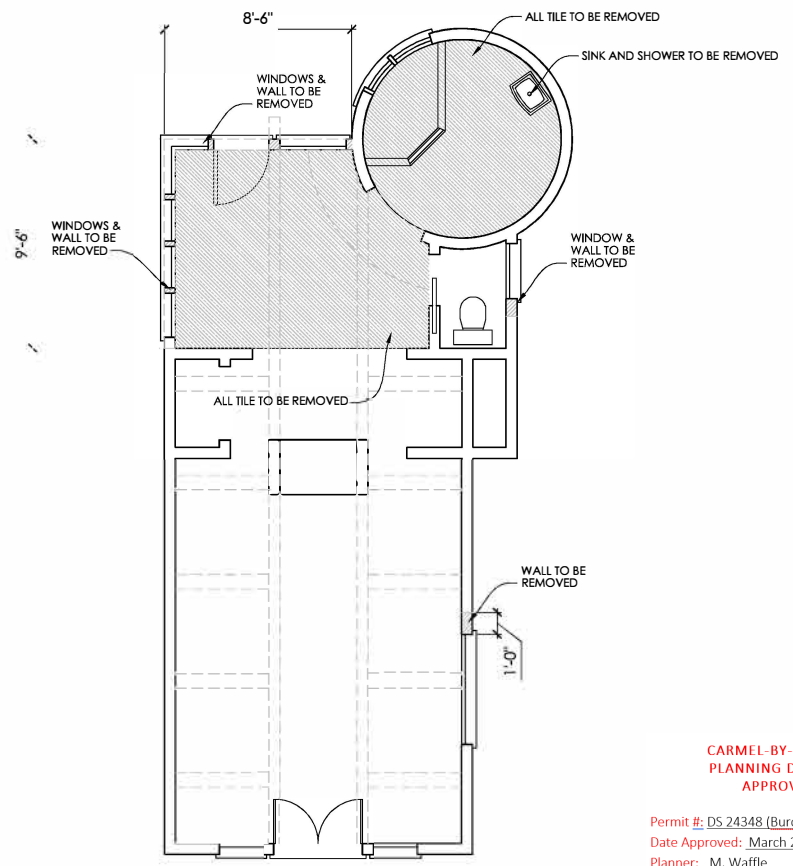 8'-6"
ALL TILE TO BE REMOVED
SINK AND SHOWER TO BE REMOVED
WINDOWS &
WALL TO BE
REMOVED
WINDOWS &
WALL TO BE
REMOVED
9'-6"
WINDOW &
WALL TO BE
REMOVED
ALL TILE TO BE REMOVED
WALL TO BE
REMOVED
1'-0"
CARMEL-BY-
PLANNING D
APPROV
Permit #: DS 24348 (Burd
Date Approved: March 2
Planner: M. Waffle